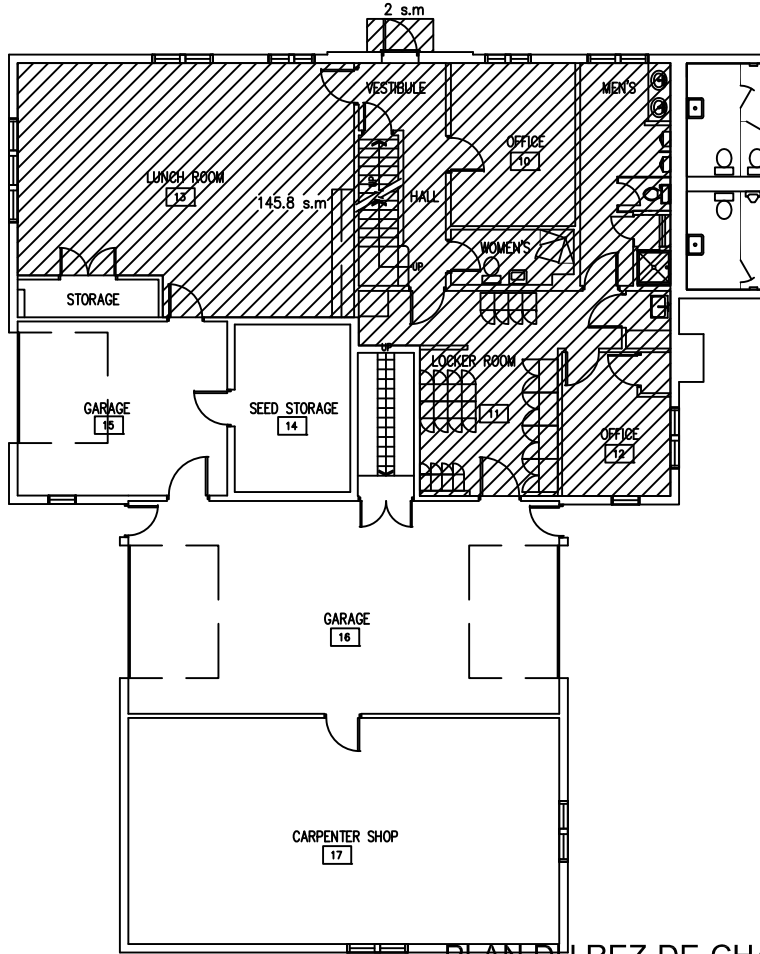 2 s.m
VESTIBULE
MEN'S
OFFICE
10
LUNCH ROOM
13
145.8 s.m
UP
HALL
WOMEN'S
UP
STORAGE
UP
LOCKER ROOM
11
GARAGE
15
SEED STORAGE
14
OFFICE
12
GARAGE
16
CARPENTER SHOP
17